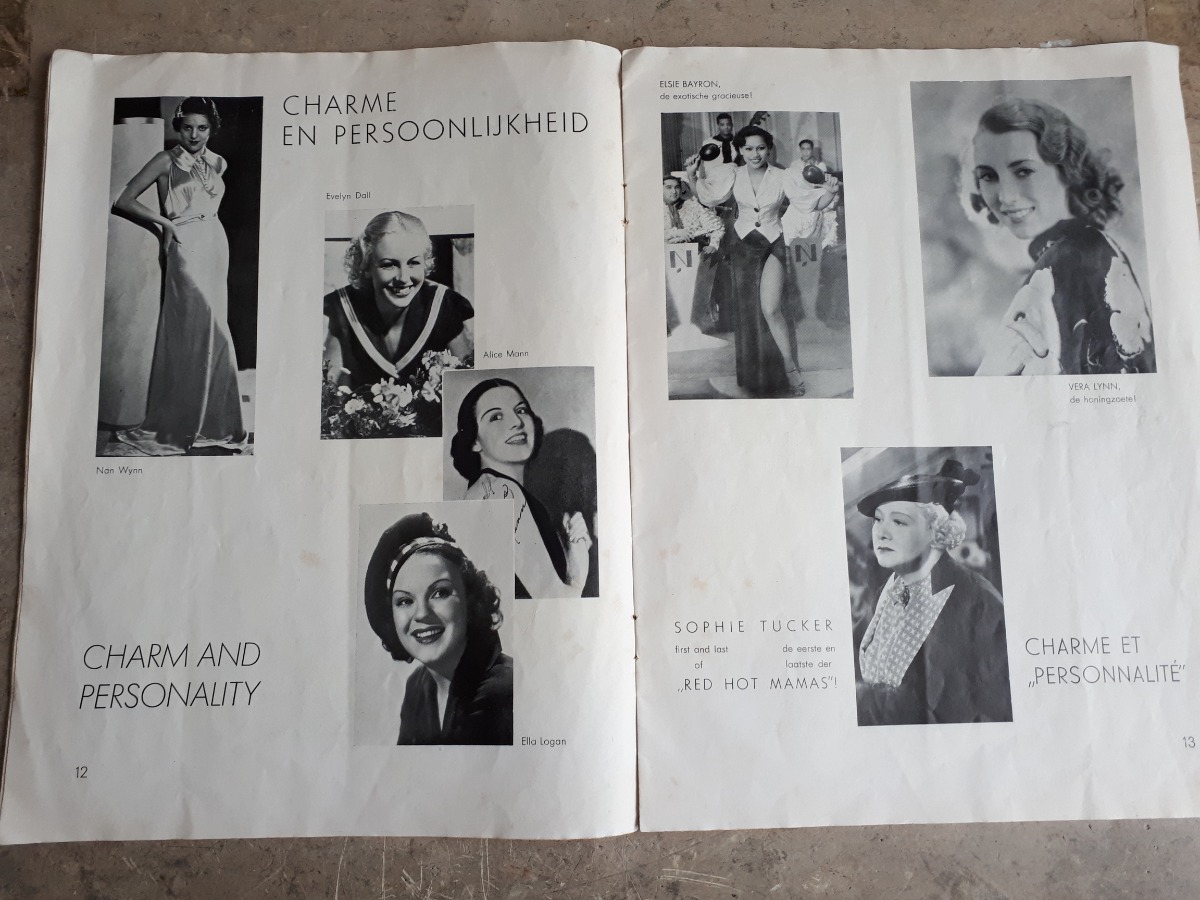 CHARME
EN PERSOONLIJKHEID
Evelyn Dall
Alice Mann
Nan Wynn
CHARM AND
PERSONALITY
Ella Logan
12
ELSIE BAYRON,
de exotische gracieuse!
N N
VERA LYNN,
de honingzoete!
SOPHIE TUCKER
first and last de eerste en
of laatste der
„RED HOT MAMAS"!
CHARME ET
„PERSONNALITÉ"
13